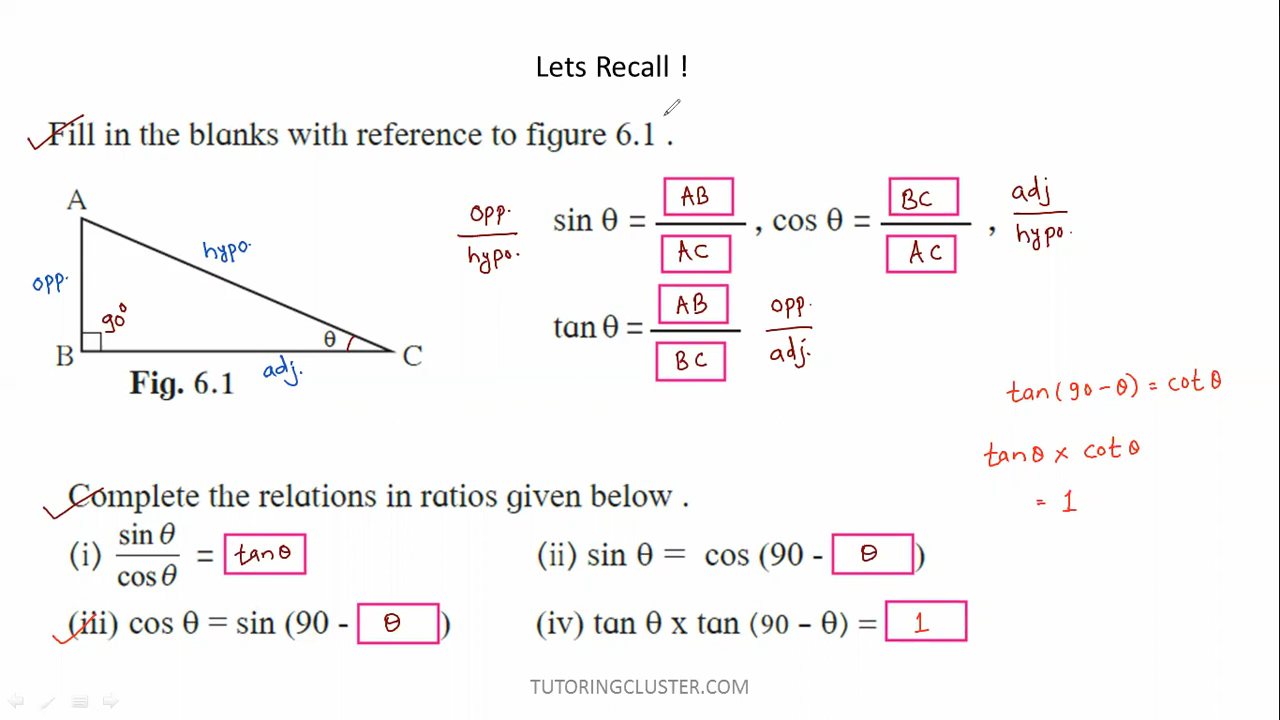 Lets Recall !
Fill in the blanks with reference to figure 6.1 .
A
hypo.
opp.
90°
θ
B
C
adj.
Fig. 6.1
opp.
hypo.
sin θ = AB / AC , cos θ = BC / AC ,
adj
hypo.
tan θ = AB / BC
opp.
adj.
tan(90 – θ) = cot θ
tanθ x cot θ
= 1
Complete the relations in ratios given below .
(i) sin θ / cos θ = tanθ
(ii) sin θ = cos (90 - θ)
(iii) cos θ = sin (90 - θ)
(iv) tan θ x tan (90 – θ) = 1
TUTORINGCLUSTER.COM